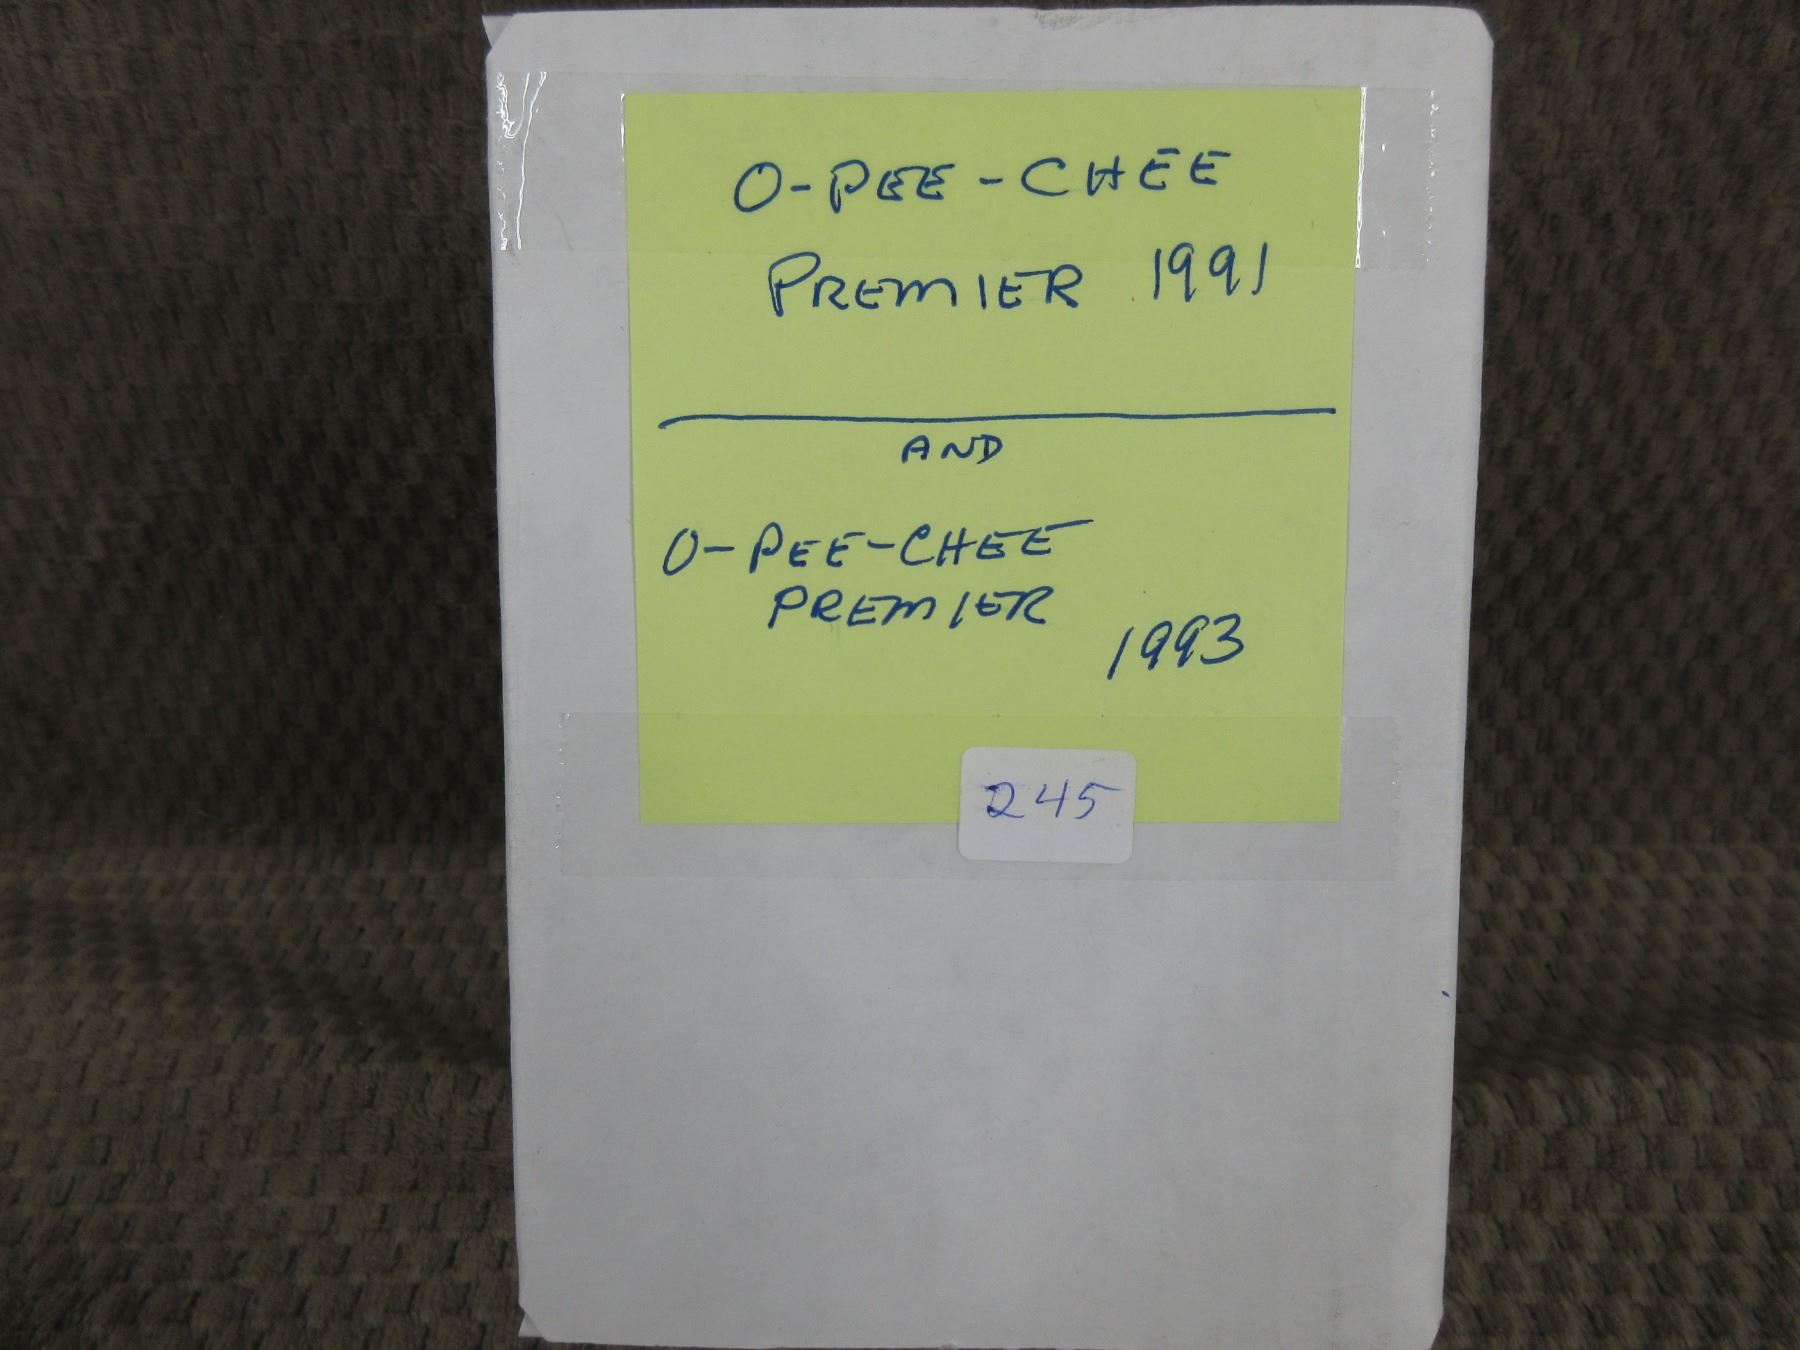 O-PEE-CHEE
PREMIER 1991
AND
O-PEE-CHEE
PREMIER
1993
245